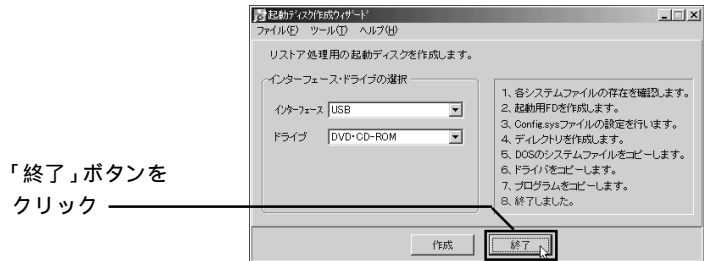 起動ディスク作成ウィザード
ファイル(F) ツール(T) ヘルプ(H)
リストア処理用の起動ディスクを作成します。
インターフェース・ドライブの選択
インターフェース USB
ドライブ DVD・CD-ROM
1、各システムファイルの存在を確認します。
2、起動用FDを作成します。
3、Config.sysファイルの設定を行います。
4、ディレクトリを作成します。
5、DOSのシステムファイルをコピーします。
6、ドライバをコピーします。
7、プログラムをコピーします。
8、終了しました。
「終了」ボタンを
クリック
作成 終了